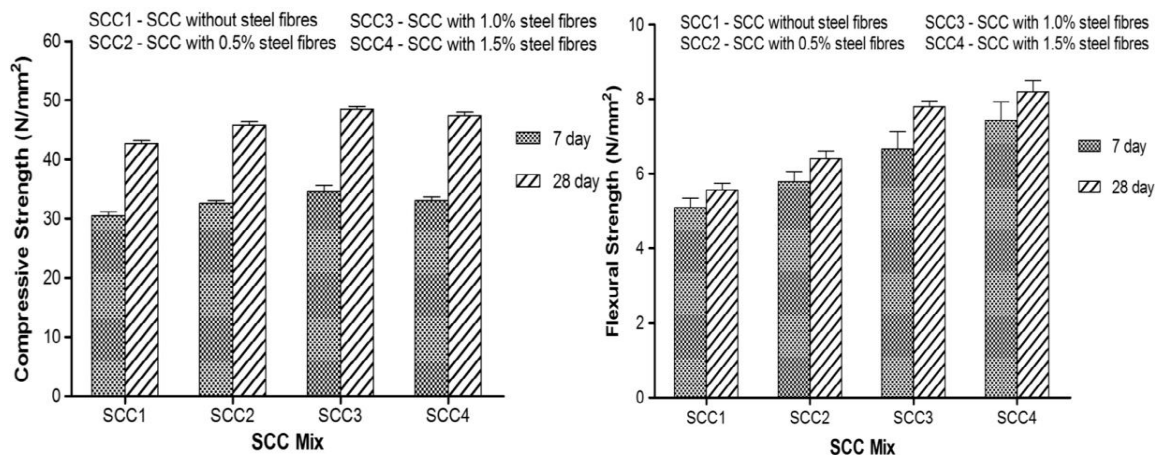 SCC1 - SCC without steel fibres
SCC2 - SCC with 0.5% steel fibres
SCC3 - SCC with 1.0% steel fibres
SCC4 - SCC with 1.5% steel fibres
Compressive Strength (N/mm²)
60
50
40
30
20
10
0
7 day
28 day
SCC1 SCC2 SCC3 SCC4
SCC Mix
SCC1 - SCC without steel fibres
SCC2 - SCC with 0.5% steel fibres
SCC3 - SCC with 1.0% steel fibres
SCC4 - SCC with 1.5% steel fibres
Flexural Strength (N/mm²)
8
6
4
2
0
7 day
28 day
SCC1 SCC2 SCC3 SCC4
SCC Mix